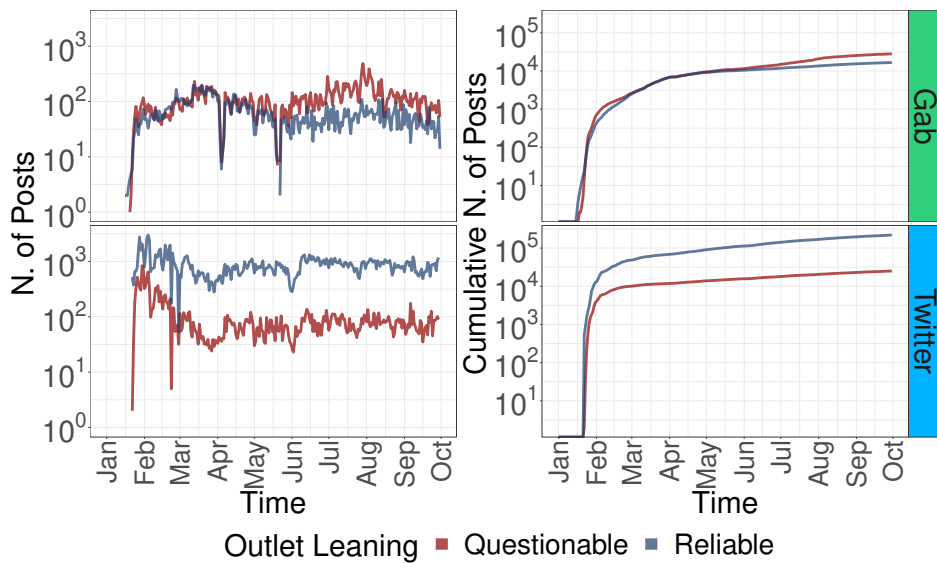 N. of Posts
10^3
10^2
10^1
10^0
10^3
10^2
10^1
10^0
Jan Feb Mar Apr May Jun Jul Aug Sep Oct
Time
Cumulative N. of Posts
10^5
10^4
10^3
10^2
10^1
10^5
10^4
10^3
10^2
10^1
Jan Feb Mar Apr May Jun Jul Aug Sep Oct
Time
Gab
Twitter
Outlet Leaning Questionable Reliable